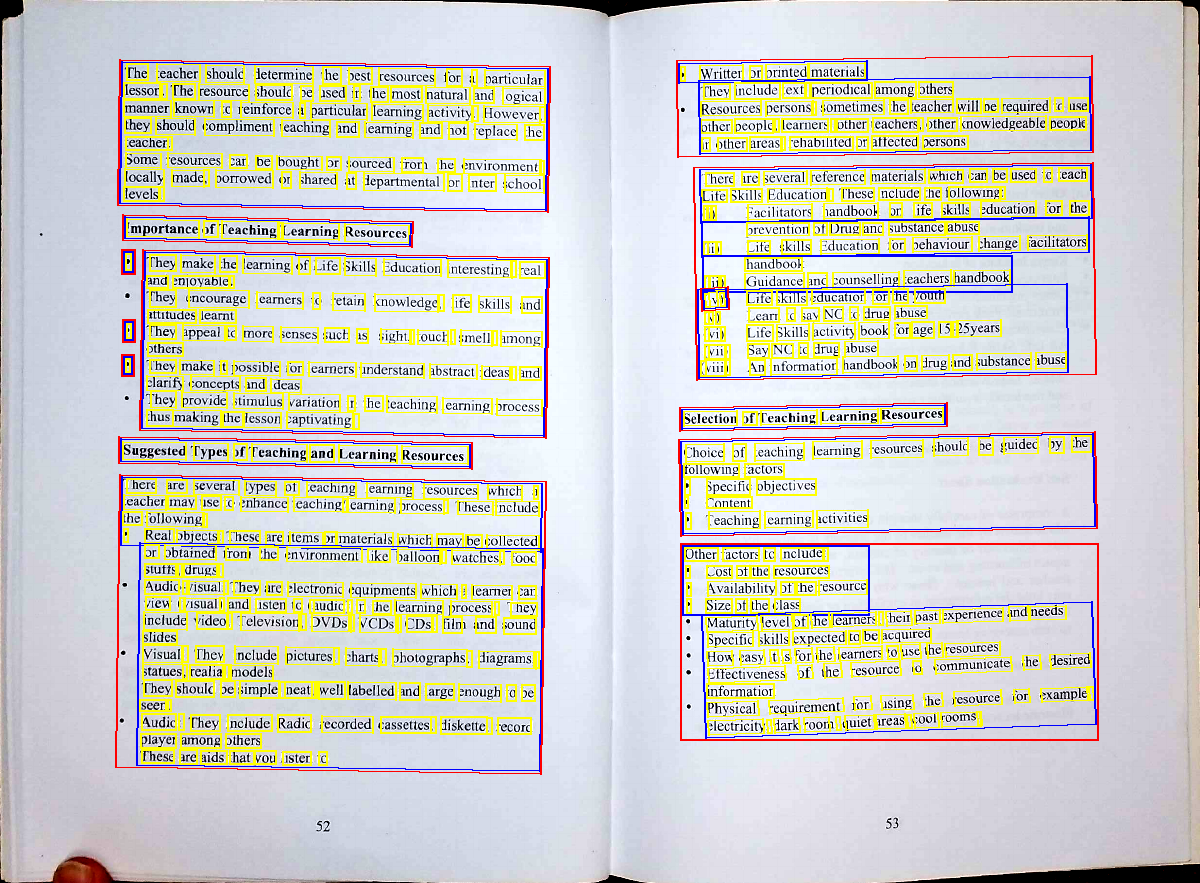 The teacher should determine the best resources for a particular
lesson. The resource should be used in the most natural and logical
manner known to reinforce a particular learning activity. However,
they should compliment teaching and learning and not replace the
teacher.
Some resources can be bought or sourced from the environment,
locally made, borrowed or shared at departmental or inter school
levels
Importance of Teaching Learning Resources
• They make the learning of Life Skills Education interesting, real
and enjoyable.
• They encourage learners to retain knowledge, life skills and
attitudes learnt
• They appeal to more senses such as sight, touch, smell among
others
• They make it possible for learners understand abstract ideas and
clarify concepts and ideas
• They provide stimulus variation in the teaching learning process
thus making the lesson captivating
Suggested Types of Teaching and Learning Resources
There are several types of teaching learning resources which a
teacher may use to enhance teaching/learning process. These include
the following
• Real objects: These are items or materials which may be collected
or obtained from the environment like balloon, watches, food
stuffs, drugs
• Audio-visual: They are electronic equipments which a learner can
view (visual) and listen to (audio) in the learning process. They
include video, Television, DVDs, VCDs, CDs, film and sound
slides
• Visual: They include pictures, charts, photographs, diagrams,
statues, realia, models
They should be simple, neat, well labelled and large enough to be
seen.
• Audio: They include Radio, recorded cassettes, diskette, record
player among others
These are aids that you listen to
52
• Written or printed materials
They include text, periodical among others
• Resources persons: sometimes the teacher will be required to use
other people, learners, other teachers, other knowledgeable people
in other areas, rehabilited or affected persons
There are several reference materials which can be used to teach
Life Skills Education. These include the following:
i) Facilitators handbook on life skills education for the
prevention of Drug and substance abuse
(ii) Life skills Education for behaviour change facilitators
handbook
(iii) Guidance and counselling teachers handbook
(iv) Life skills education for the youth
(v) Learn to say NO to drug abuse
(vi) Life Skills activity book for age 15-25years
(vii) Say NO to drug abuse
(viii) An Information handbook on drug and substance abuse
Selection of Teaching Learning Resources
Choice of teaching learning resources should be guided by the
following factors
• Specific objectives
• Content
• Teaching learning activities
Other factors to include:
• Cost of the resources
• Availability of the resource
• Size of the class
• Maturity level of the learners, their past experience and needs
• Specific skills expected to be acquired
• How easy it is for the learners to use the resources
• Effectiveness of the resource to communicate the desired
information
• Physical requirement for using the resource for example
electricity, dark room, quiet areas, cool rooms
53